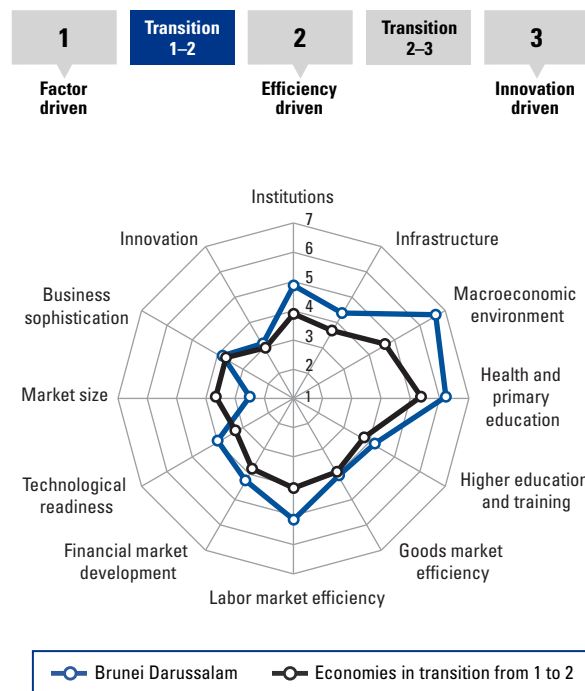 1
Transition
1–2
2
Transition
2–3
3
Factor
driven
Efficiency
driven
Innovation
driven
Institutions
7
6
5
4
3
2
1
Infrastructure
Macroeconomic
environment
Health and
primary
education
Higher education
and training
Goods market
efficiency
Labor market efficiency
Financial market
development
Technological
readiness
Market size
Business
sophistication
Innovation
Brunei Darussalam
Economies in transition from 1 to 2